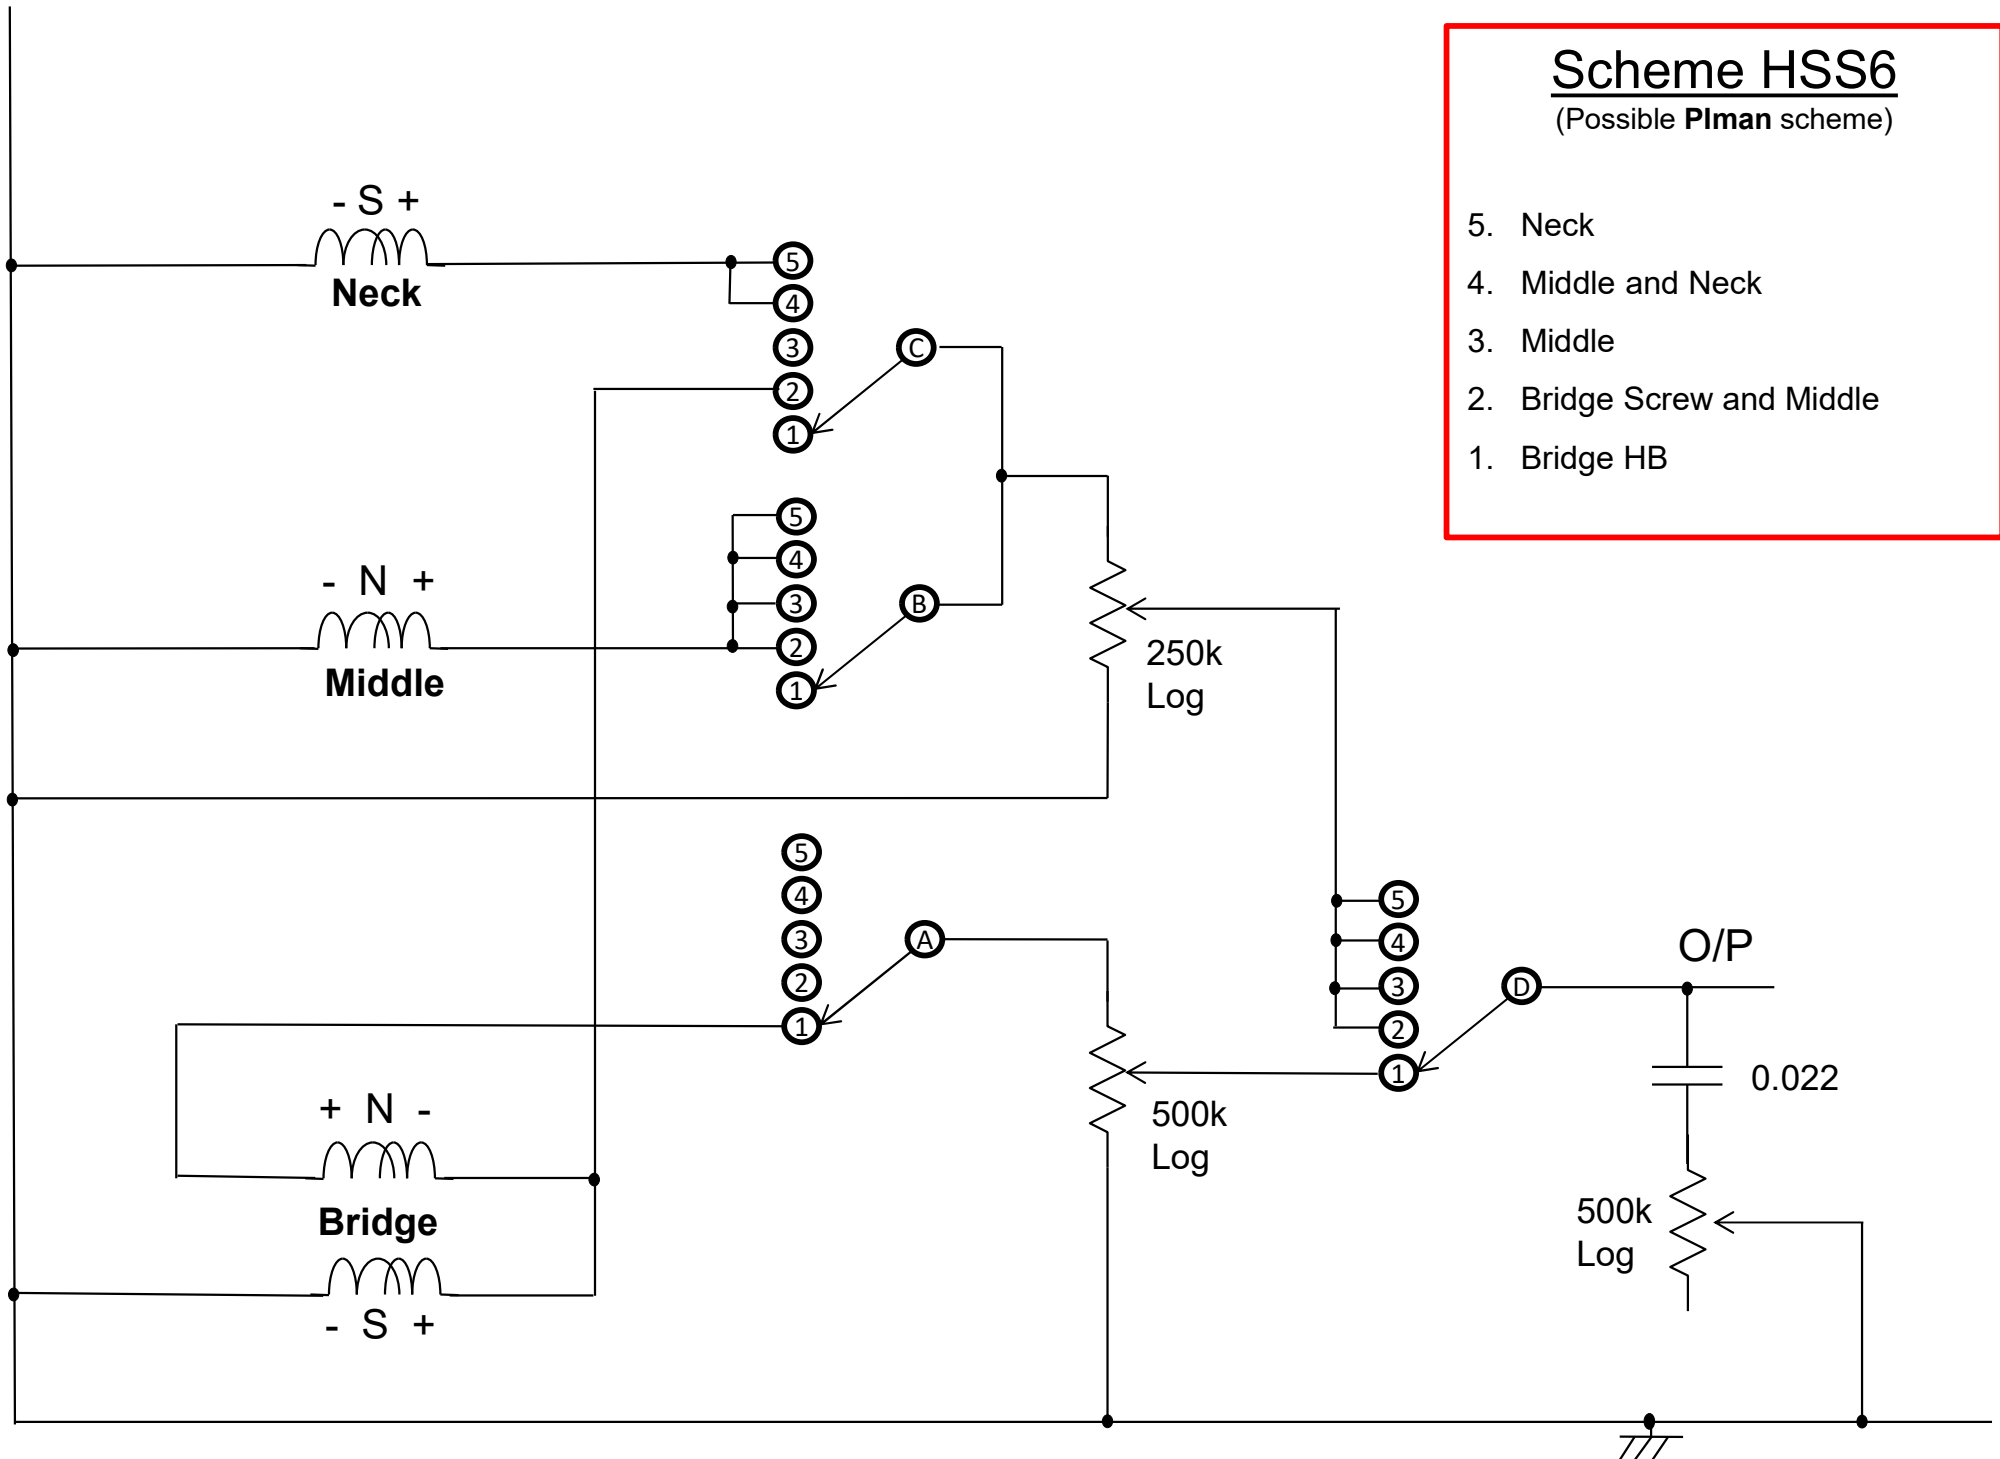 Scheme HSS6
(Possible PIman scheme)
5. Neck
4. Middle and Neck
3. Middle
2. Bridge Screw and Middle
1. Bridge HB
- S +
Neck
5
4
3
2
1
C
- N +
Middle
5
4
3
2
1
B
250k
Log
5
4
3
2
1
A
5
4
3
2
1
D
O/P
0.022
+ N -
Bridge
- S +
500k
Log
500k
Log